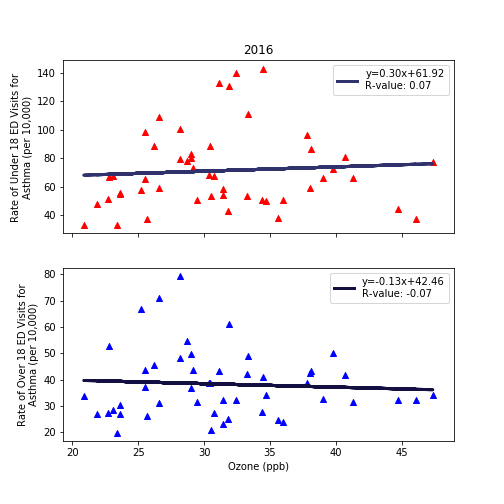 2016
y=0.30x+61.92
R-value: 0.07
Rate of Under 18 ED Visits for
Asthma (per 10,000)
140
120
100
80
60
40
y=-0.13x+42.46
R-value: -0.07
Rate of Over 18 ED Visits for
Asthma (per 10,000)
80
70
60
50
40
30
20
20 25 30 35 40 45
Ozone (ppb)